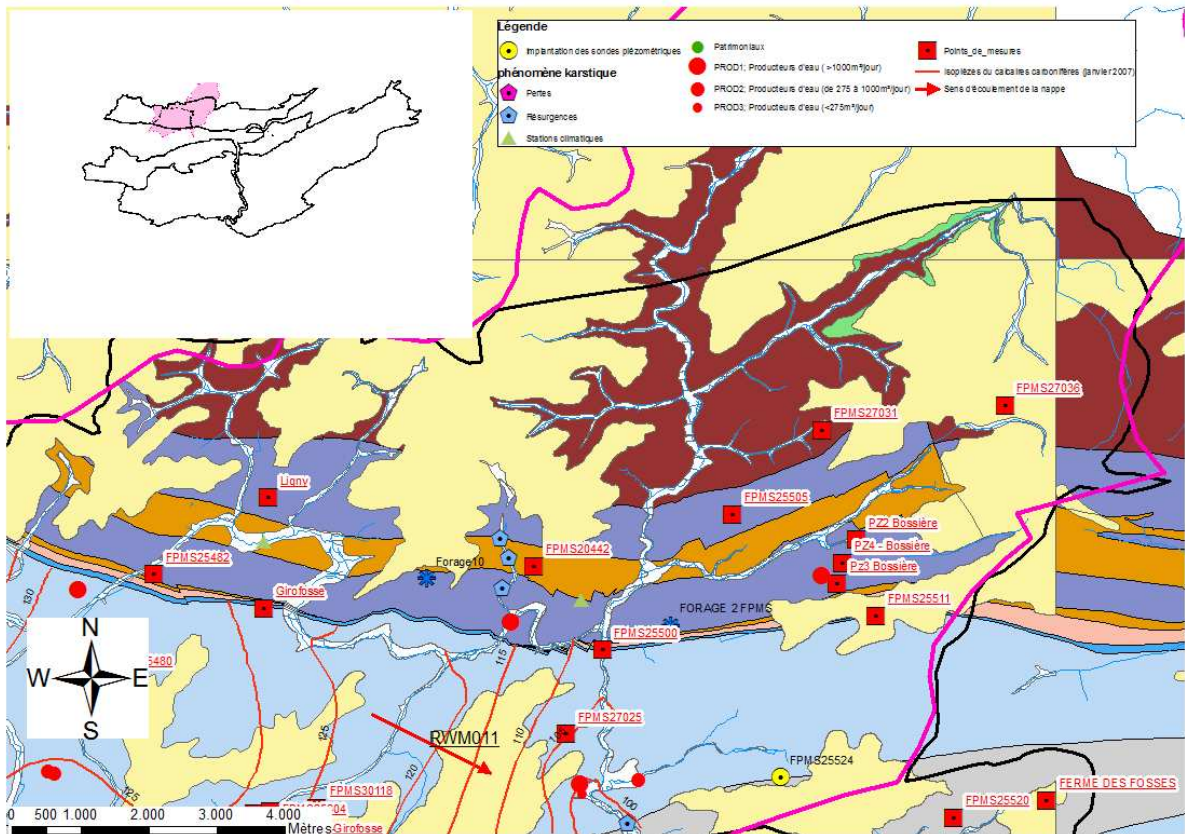 Légende
Implantation des sondes piézométriques
phénomène karstique
Pertes
Résurgences
Stations climatiques
Patrimoniaux
PROD1; Producteurs d'eau ( >1000m³/jour)
PROD2; Producteurs d'eau (de 275 à 1000m³/jour)
PROD3; Producteurs d'eau (<275m³/jour)
Points_de_mesures
Isopièzes du calcaires carbonifères (janvier 2007)
Sens d'écoulement de la nappe
FPMS27036
FPMS27031
Ligny
FPMS25505
PZ2 Bossière
FPMS25482
Forage10
FPMS20442
PZ4 - Bossière
Pz3 Bossière
130
Girofosse
FORAGE 2 FPMS
FPMS25511
FPMS25500
N
W
E
S
5480
115
125
110
FPMS27025
RWM011
120
FPMS25524
125
100
FPMS30118
FERME DES FOSSES
FPMS25520
0 500 1.000 2.000 3.000 4.000
Mètres
Girofosse